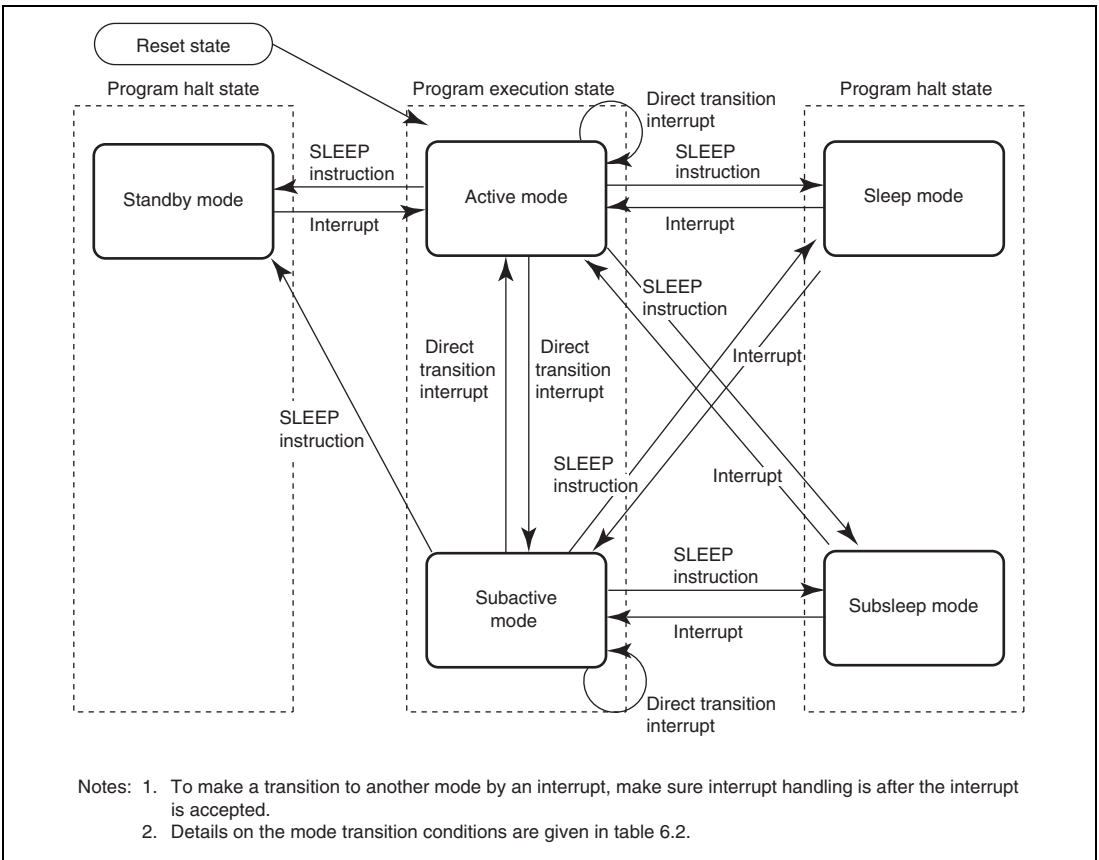 Reset state
Program halt state
Program execution state
Program halt state
Direct transition
interrupt
SLEEP
instruction
SLEEP
instruction
Standby mode
Active mode
Sleep mode
Interrupt
Interrupt
SLEEP
instruction
Direct
transition
interrupt
Direct
transition
interrupt
Interrupt
SLEEP
instruction
SLEEP
instruction
Interrupt
SLEEP
instruction
Subactive
mode
Subsleep mode
Interrupt
Direct transition
interrupt
Notes: 1. To make a transition to another mode by an interrupt, make sure interrupt handling is after the interrupt
is accepted.
2. Details on the mode transition conditions are given in table 6.2.